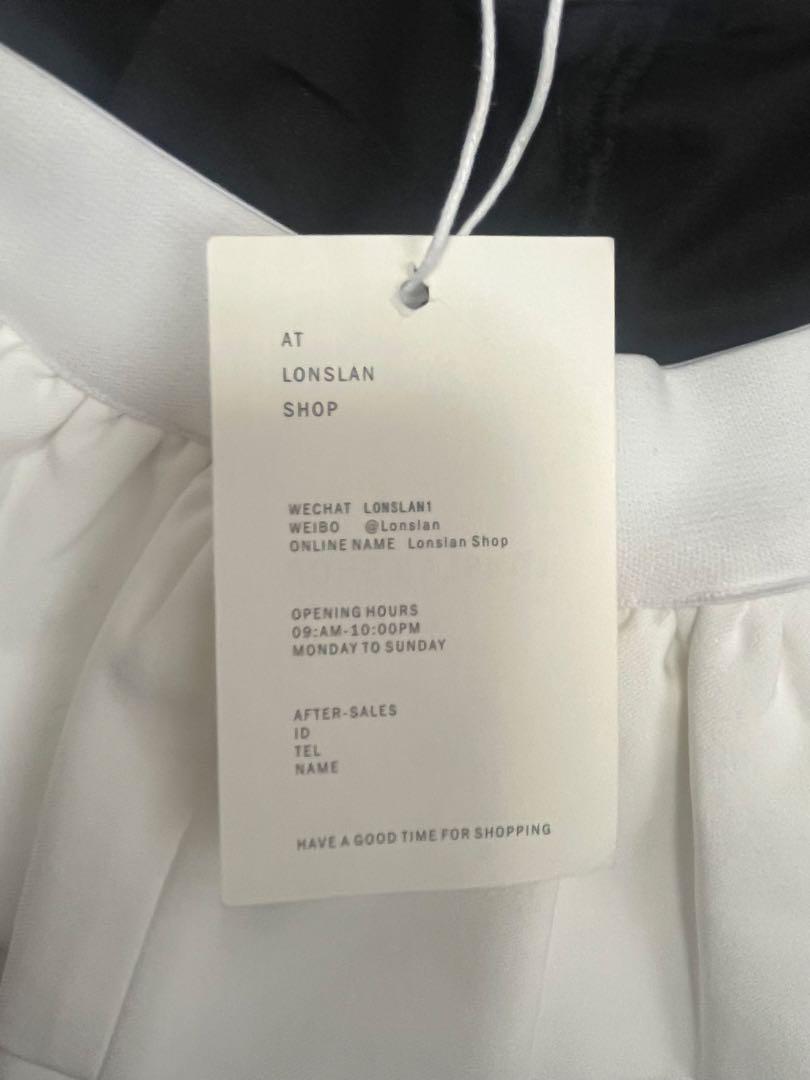 AT
LONSLAN
SHOP
WECHAT LONSLAN1
WEIBO @Lonslan
ONLINE NAME Lonslan Shop
OPENING HOURS
09:AM-10:00PM
MONDAY TO SUNDAY
AFTER-SALES
ID
TEL
NAME
HAVE A GOOD TIME FOR SHOPPING